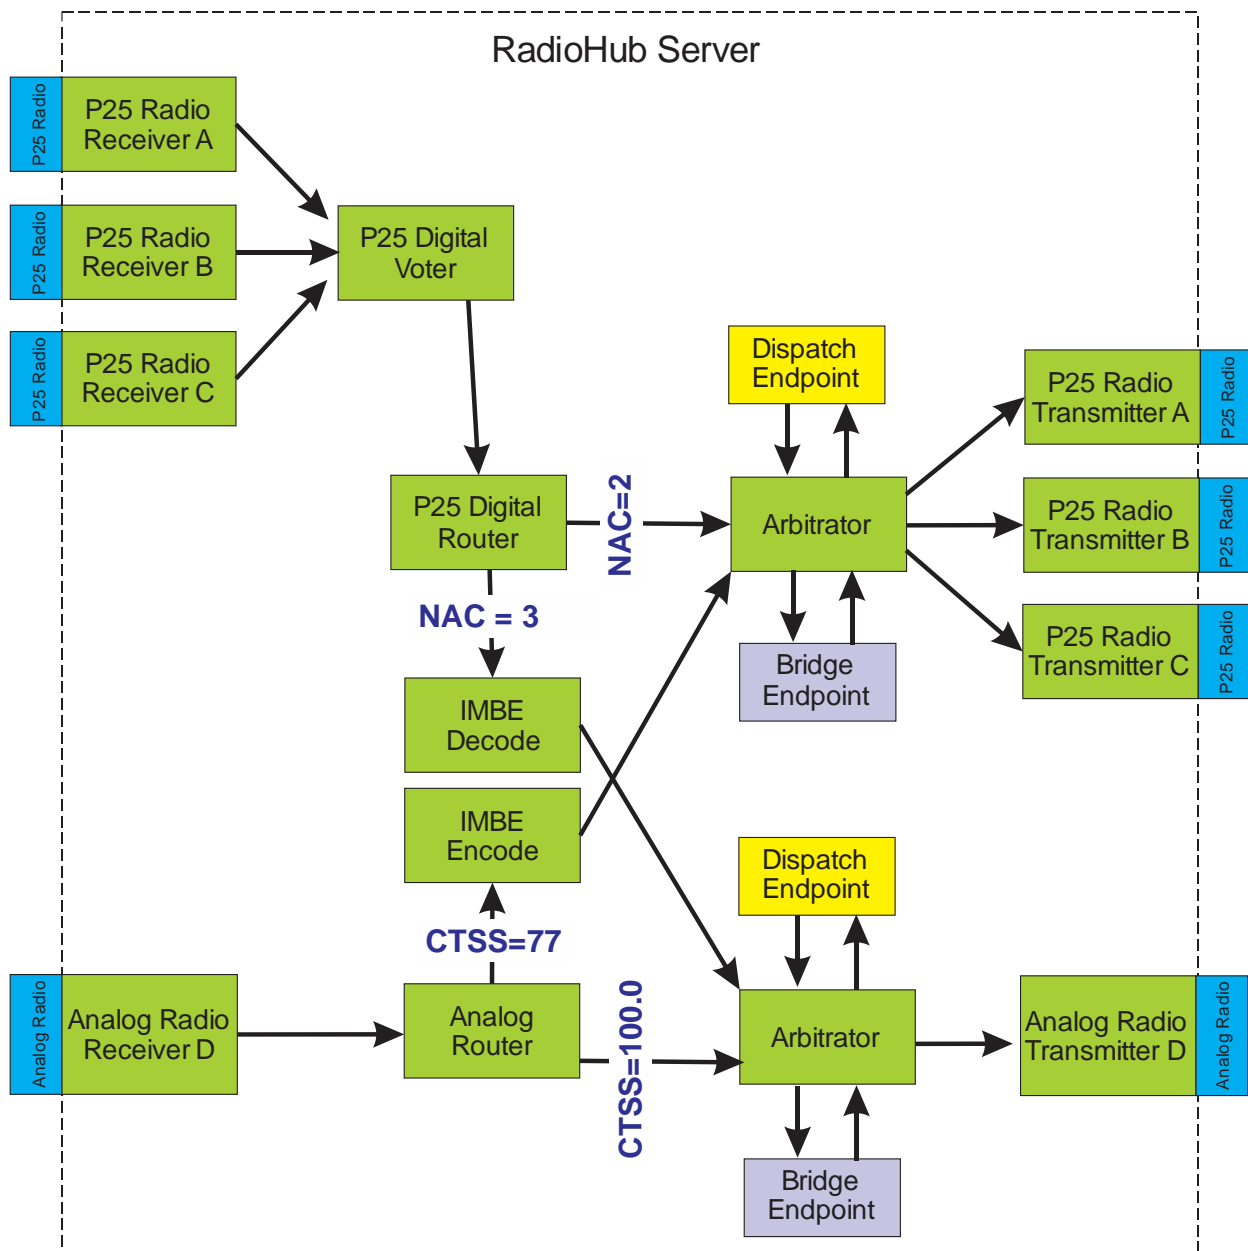 RadioHub Server
P25 Radio
P25 Radio
Receiver A
P25 Radio
P25 Radio
Receiver B
P25 Radio
P25 Radio
Receiver C
P25 Digital
Voter
Dispatch
Endpoint
P25 Radio
Transmitter A
P25 Radio
P25 Digital
Router
NAC=2
Arbitrator
P25 Radio
Transmitter B
P25 Radio
NAC = 3
Bridge
Endpoint
P25 Radio
Transmitter C
P25 Radio
IMBE
Decode
IMBE
Encode
Dispatch
Endpoint
CTSS=77
Analog Radio
Analog Radio
Receiver D
Analog
Router
CTSS=100.0
Arbitrator
Analog Radio
Transmitter D
Analog Radio
Bridge
Endpoint